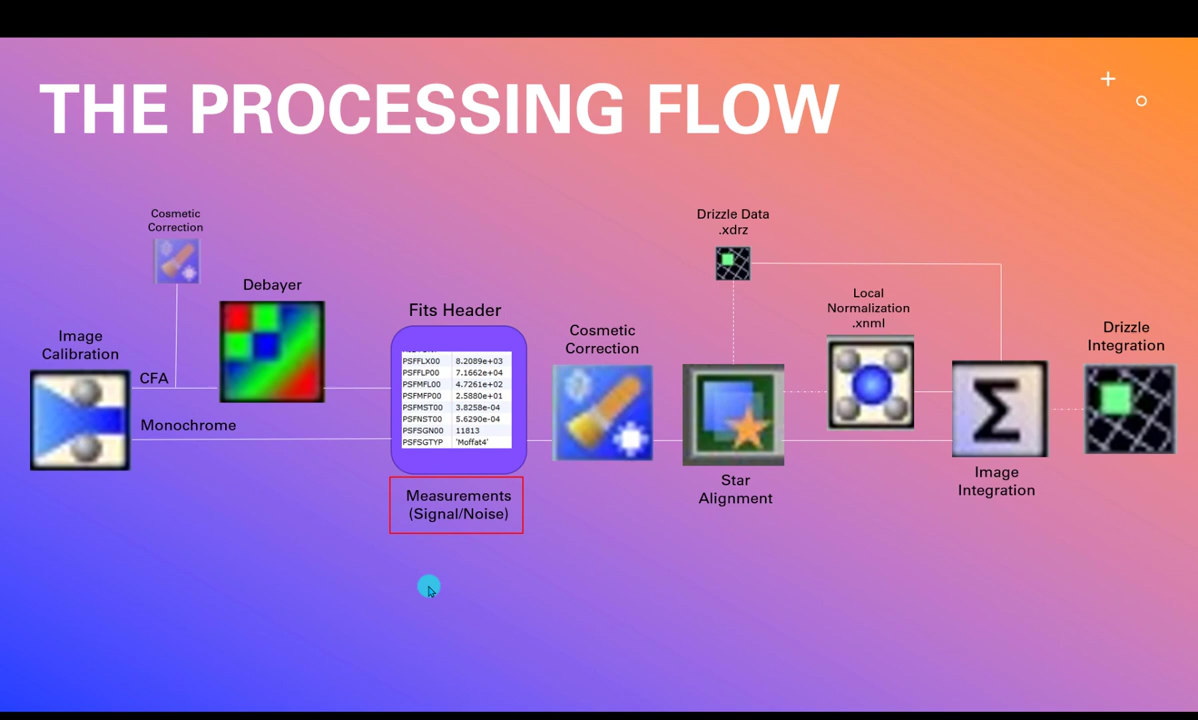 THE PROCESSING FLOW
Cosmetic
Correction
Drizzle Data
.xdrz
Debayer
Local
Normalization
.xnml
Fits Header
Image
Calibration
Cosmetic
Correction
Drizzle
Integration
CFA
Monochrome
PSFFLX00 8.2089e+03
PSFFLP00 7.1662e+04
PSFMFL00 4.7261e+02
PSFMFP00 2.5880e+01
PSFMST00 3.8258e-04
PSFNST00 5.6290e-04
PSFSGN00 11813
PSFSGTYP 'Moffat4'
Σ
Star
Alignment
Image
Integration
Measurements
(Signal/Noise)